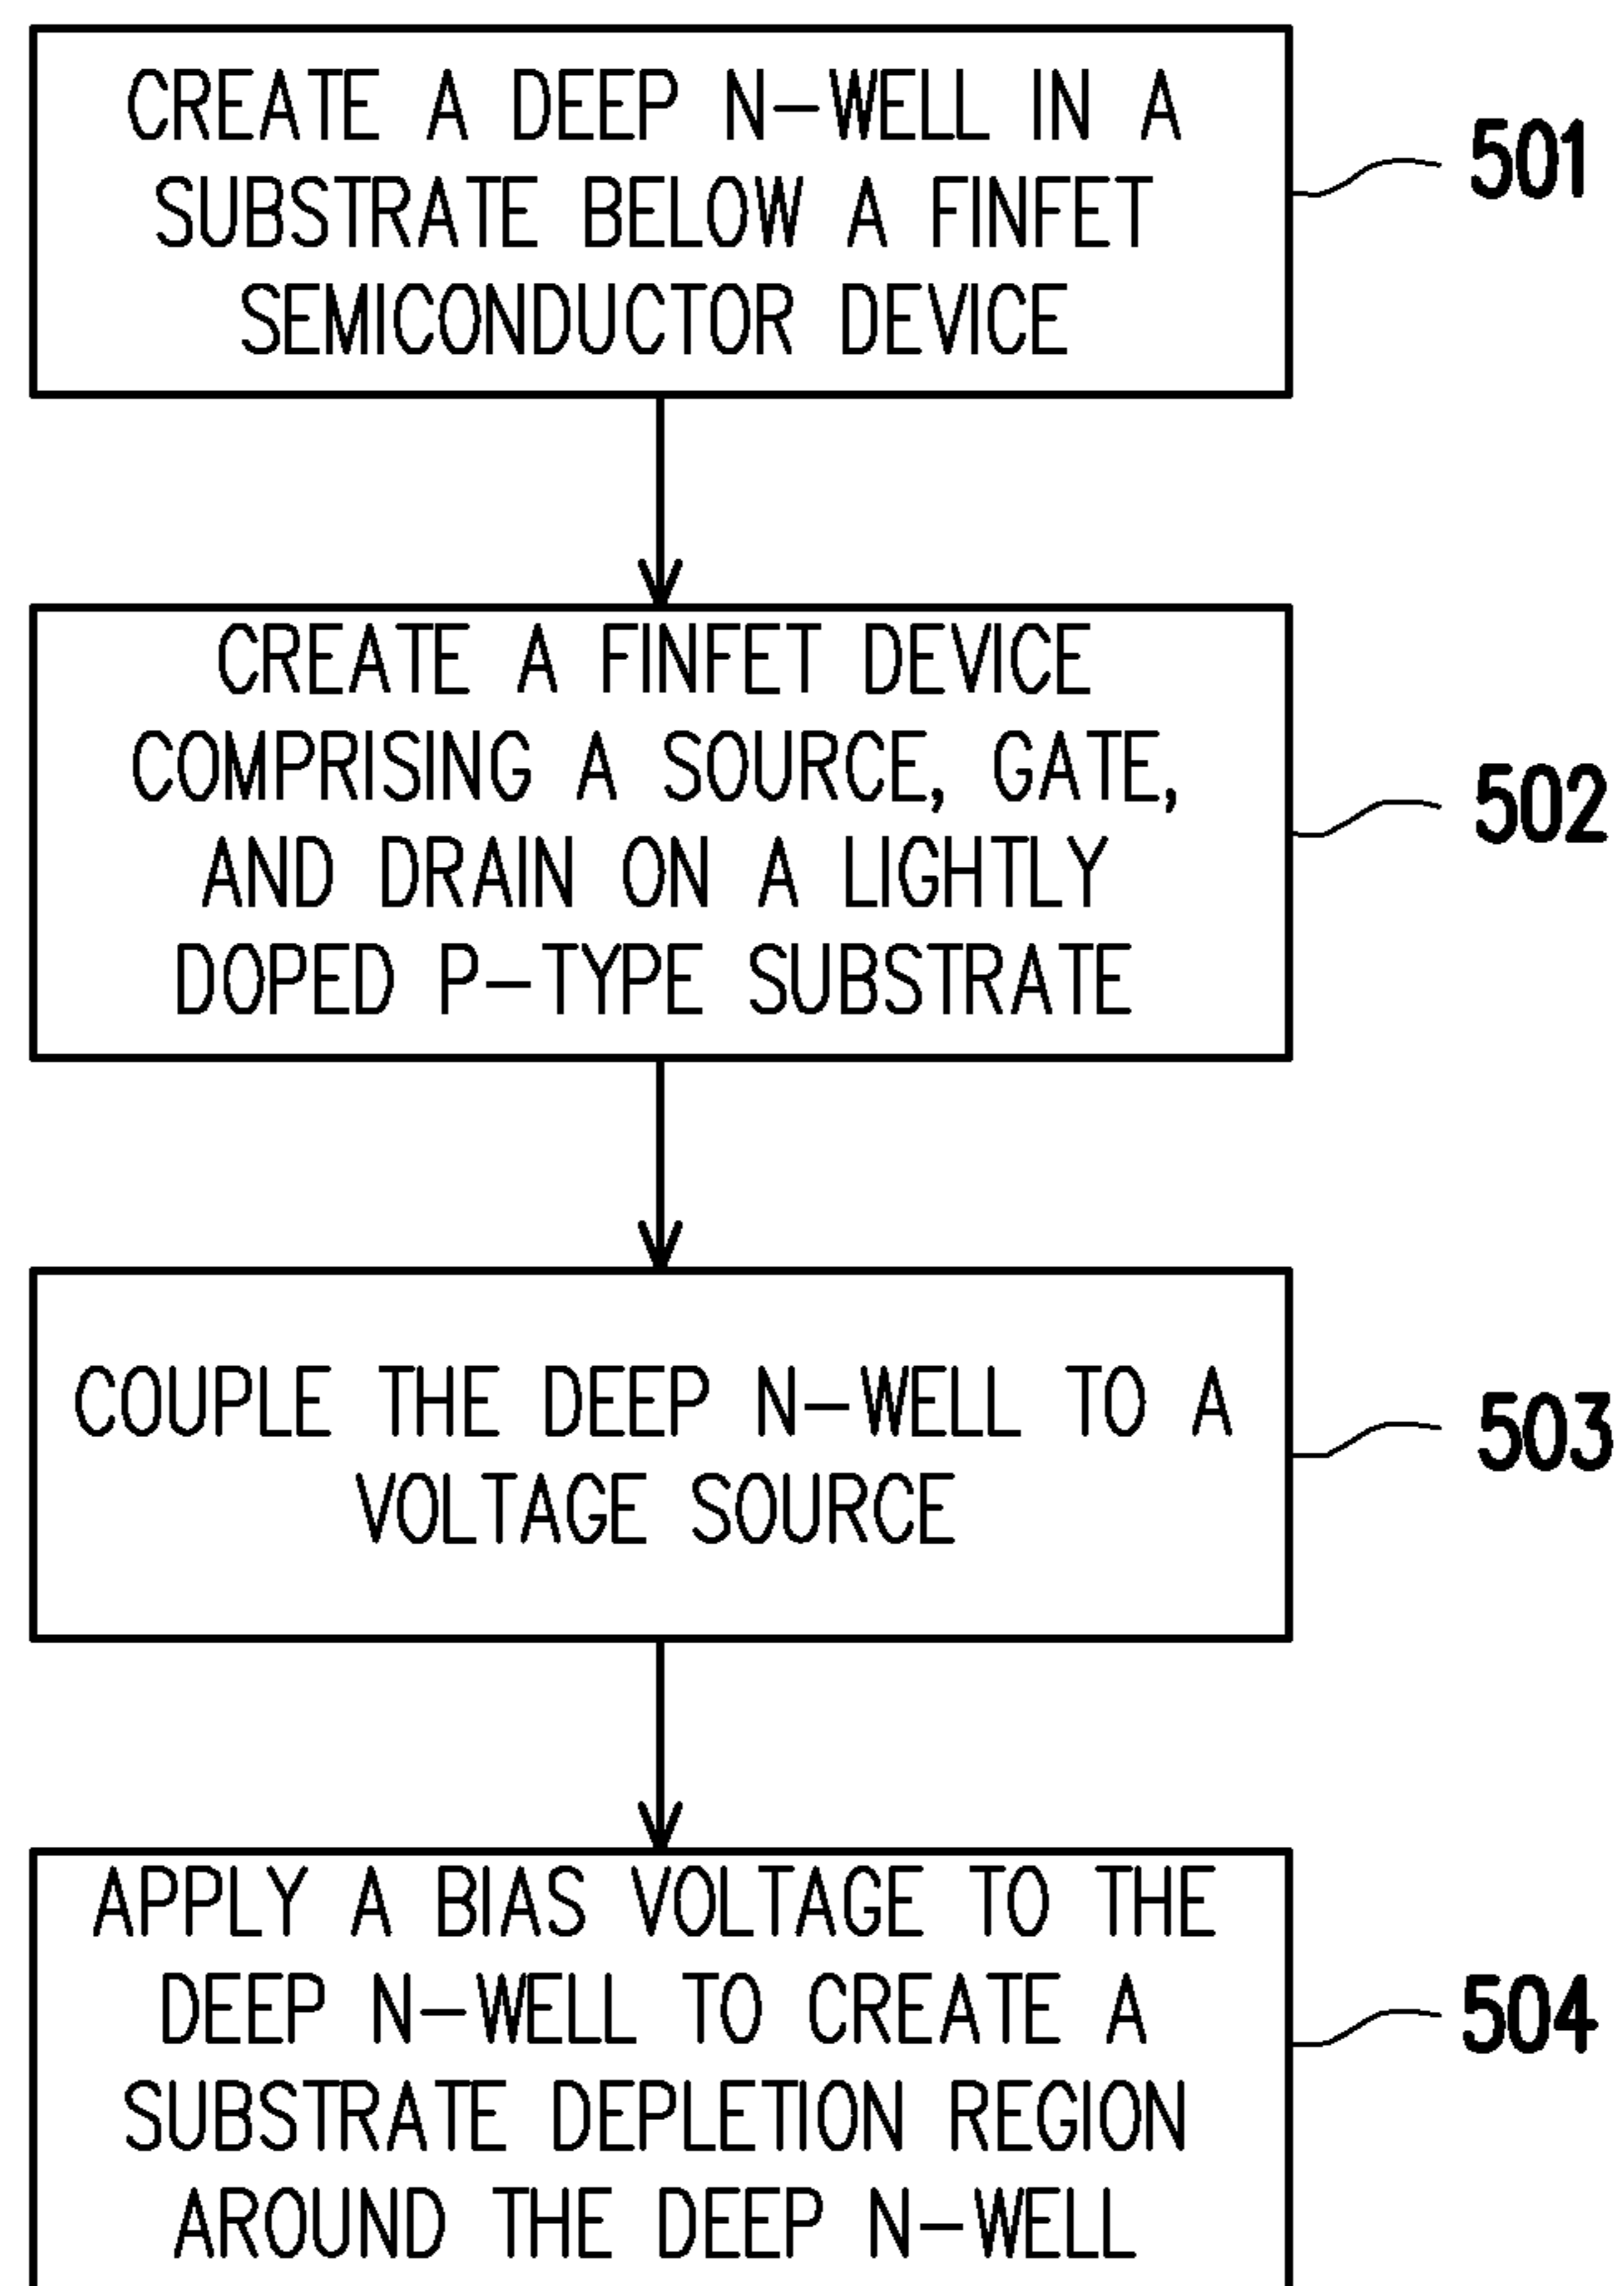 CREATE A DEEP N-WELL IN A
SUBSTRATE BELOW A FINFET
SEMICONDUCTOR DEVICE
501
CREATE A FINFET DEVICE
COMPRISING A SOURCE, GATE,
AND DRAIN ON A LIGHTLY
DOPED P-TYPE SUBSTRATE
502
COUPLE THE DEEP N-WELL TO A
VOLTAGE SOURCE
503
APPLY A BIAS VOLTAGE TO THE
DEEP N-WELL TO CREATE A
SUBSTRATE DEPLETION REGION
AROUND THE DEEP N-WELL
504